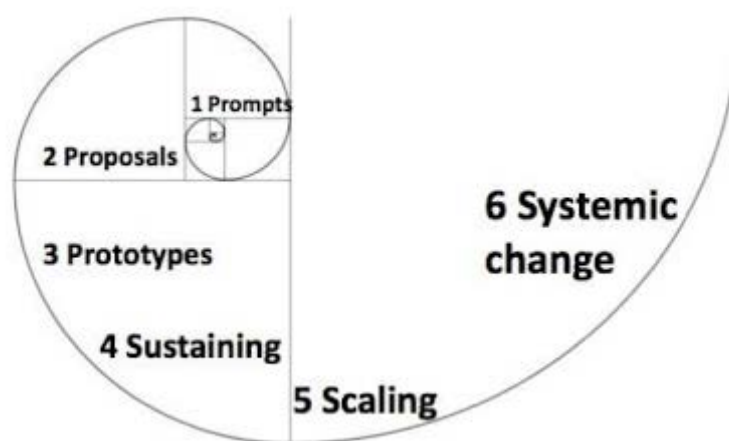 1 Prompts
2 Proposals
3 Prototypes
4 Sustaining
5 Scaling
6 Systemic
change